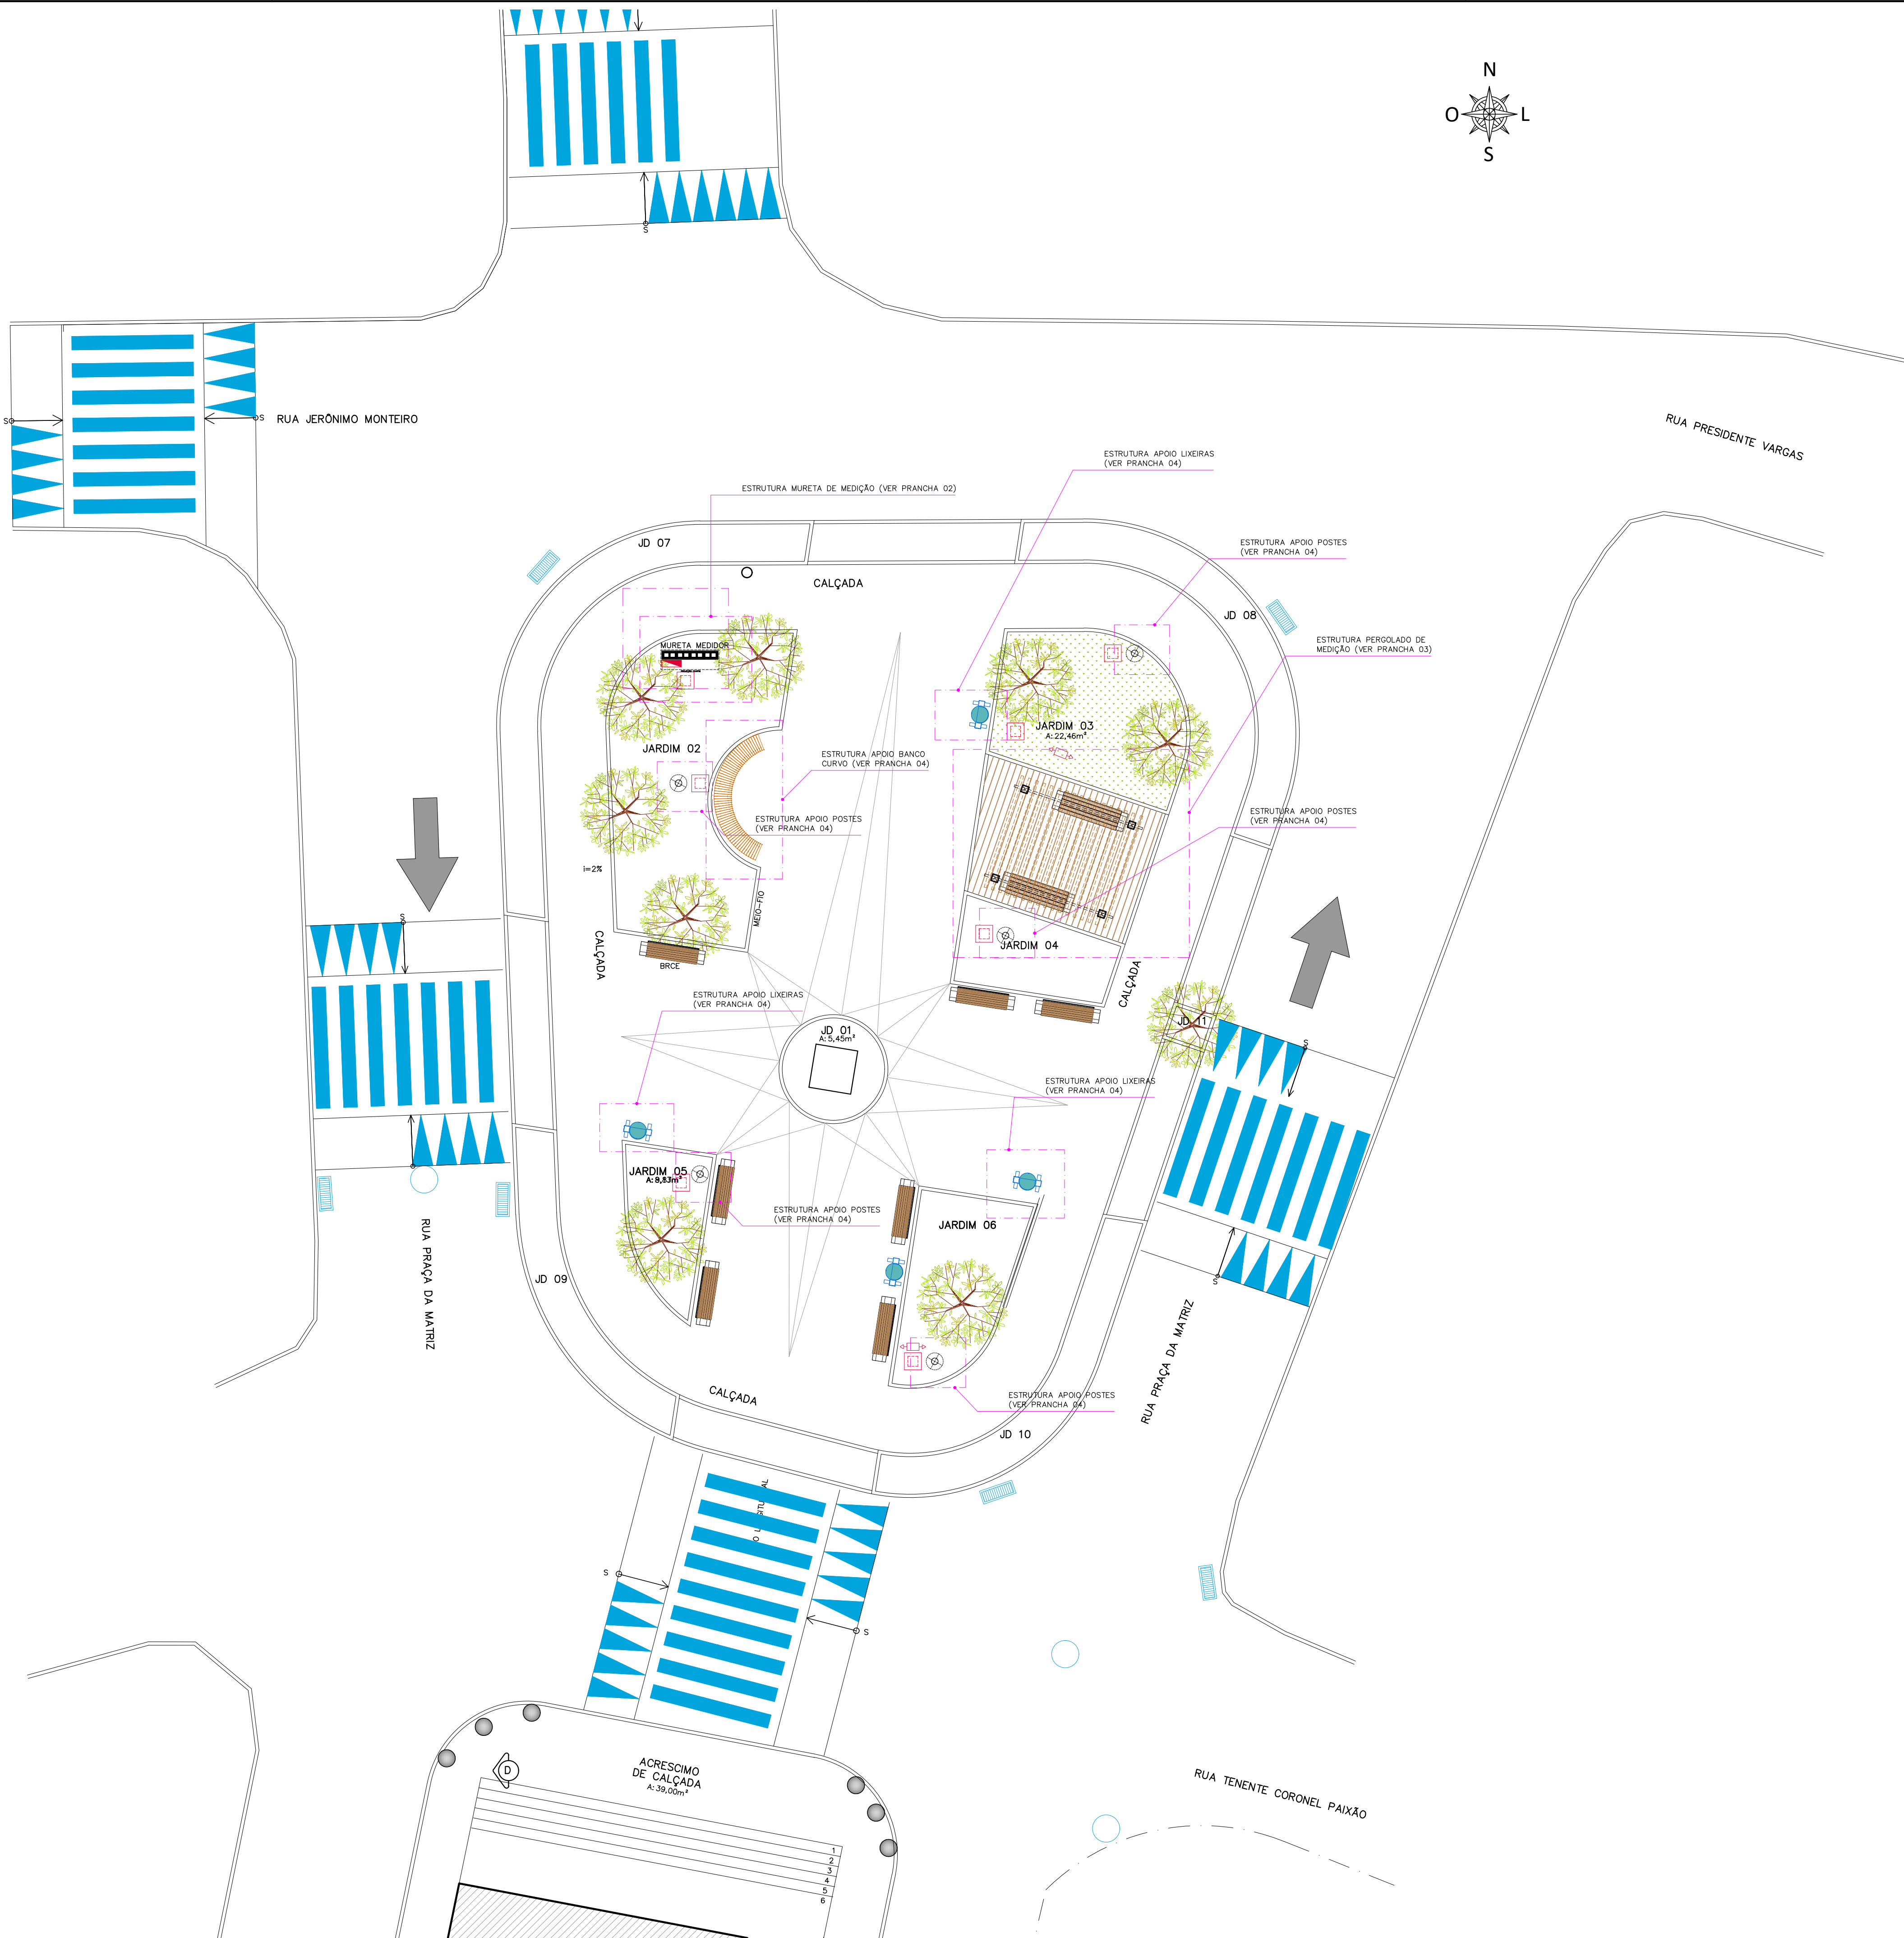 N
O
L
S
S
S
S
RUA JERÔNIMO MONTEIRO
RUA PRESIDENTE VARGAS
ESTRUTURA APOIO LIXEIRAS
(VER PRANCHA 04)
ESTRUTURA MURETA DE MEDIÇÃO (VER PRANCHA 02)
JD 07
ESTRUTURA APOIO POSTES
(VER PRANCHA 04)
CALÇADA
JD 08
ESTRUTURA PERGOLADO DE
MEDIÇÃO (VER PRANCHA 03)
MURETA MEDIDOR
JARDIM 03
A: 22,46m²
JARDIM 02
ESTRUTURA APOIO BANCO
CURVO (VER PRANCHA 04)
ESTRUTURA APOIO POSTES
(VER PRANCHA 04)
ESTRUTURA APOIO POSTES
(VER PRANCHA 04)
i=2%
MEIO-FIO
S
CALÇADA
BRCE
JARDIM 04
CALÇADA
ESTRUTURA APOIO LIXEIRAS
(VER PRANCHA 04)
JD 01
A: 5,45m²
JD 11
S
ESTRUTURA APOIO LIXEIRAS
(VER PRANCHA 04)
JARDIM 05
ESTRUTURA APOIO POSTES
(VER PRANCHA 04)
JARDIM 06
RUA PRAÇA DA MATRIZ
JD 09
S
RUA PRAÇA DA MATRIZ
CALÇADA
ESTRUTURA APOIO POSTES
(VER PRANCHA 04)
JD 10
S
S
ACRESCIMO
DE CALÇADA
A: 39,00m²
D
RUA TENENTE CORONEL PAIXÃO
1
2
3
4
5
6